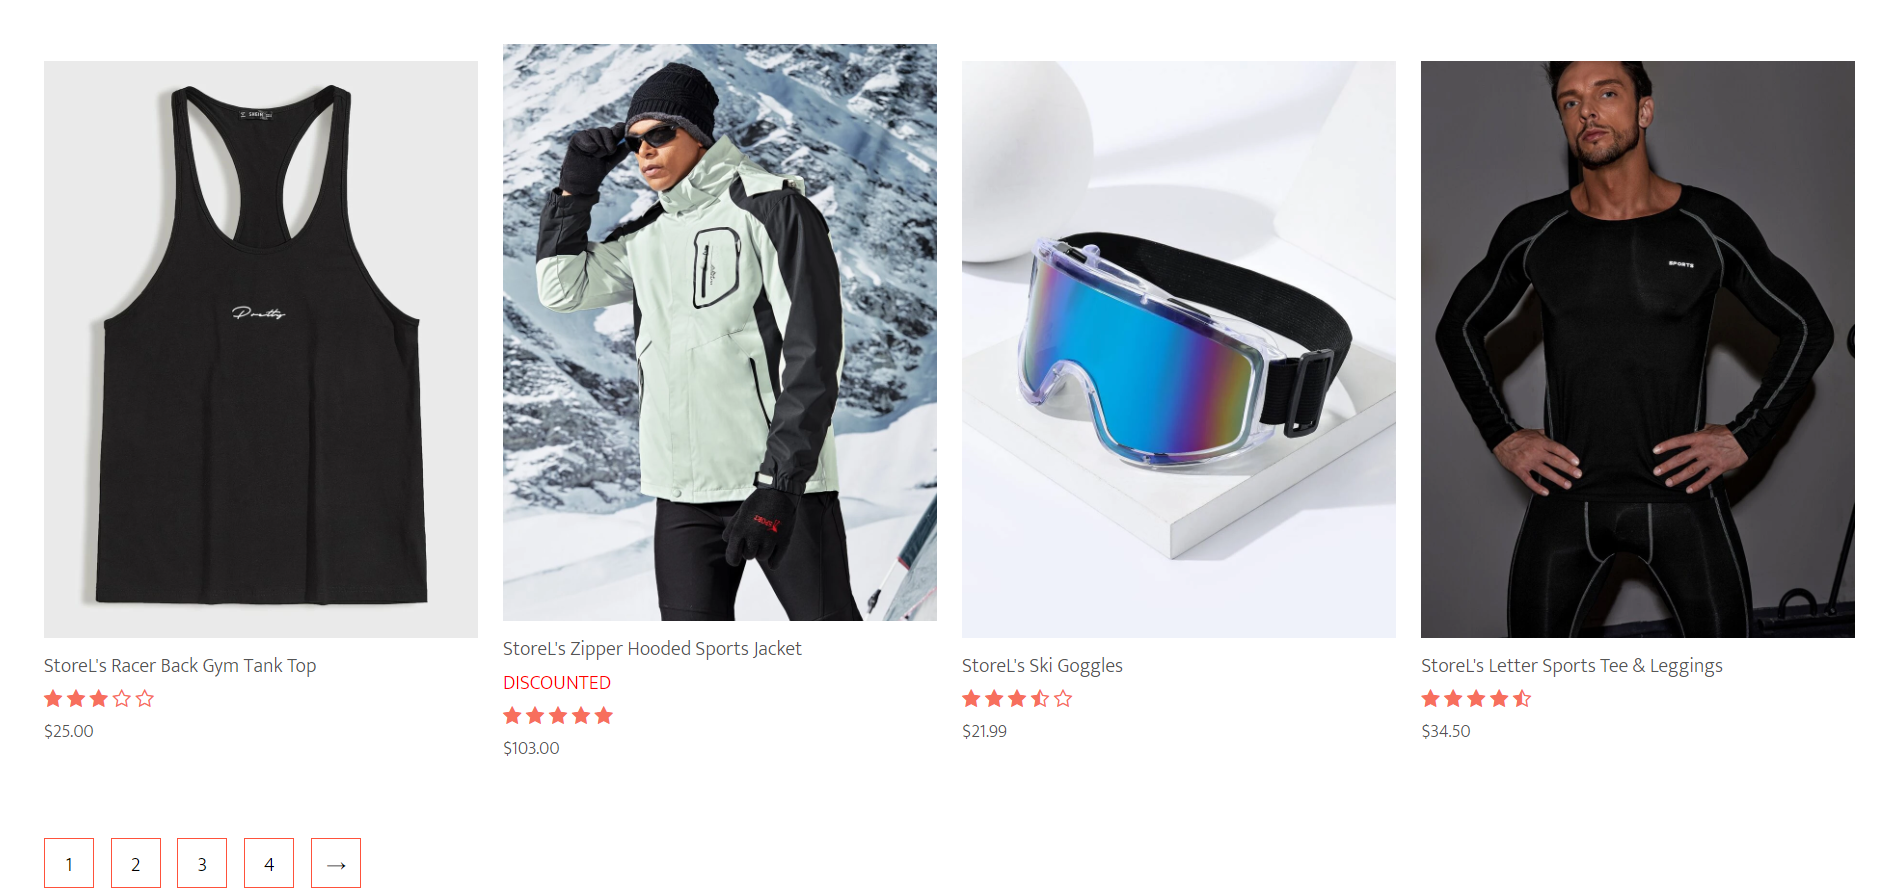 SHEIN
Pretty
SPORTS
StoreL's Racer Back Gym Tank Top
$25.00
StoreL's Zipper Hooded Sports Jacket
DISCOUNTED
$103.00
StoreL's Ski Goggles
$21.99
StoreL's Letter Sports Tee & Leggings
$34.50
1 2 3 4 →